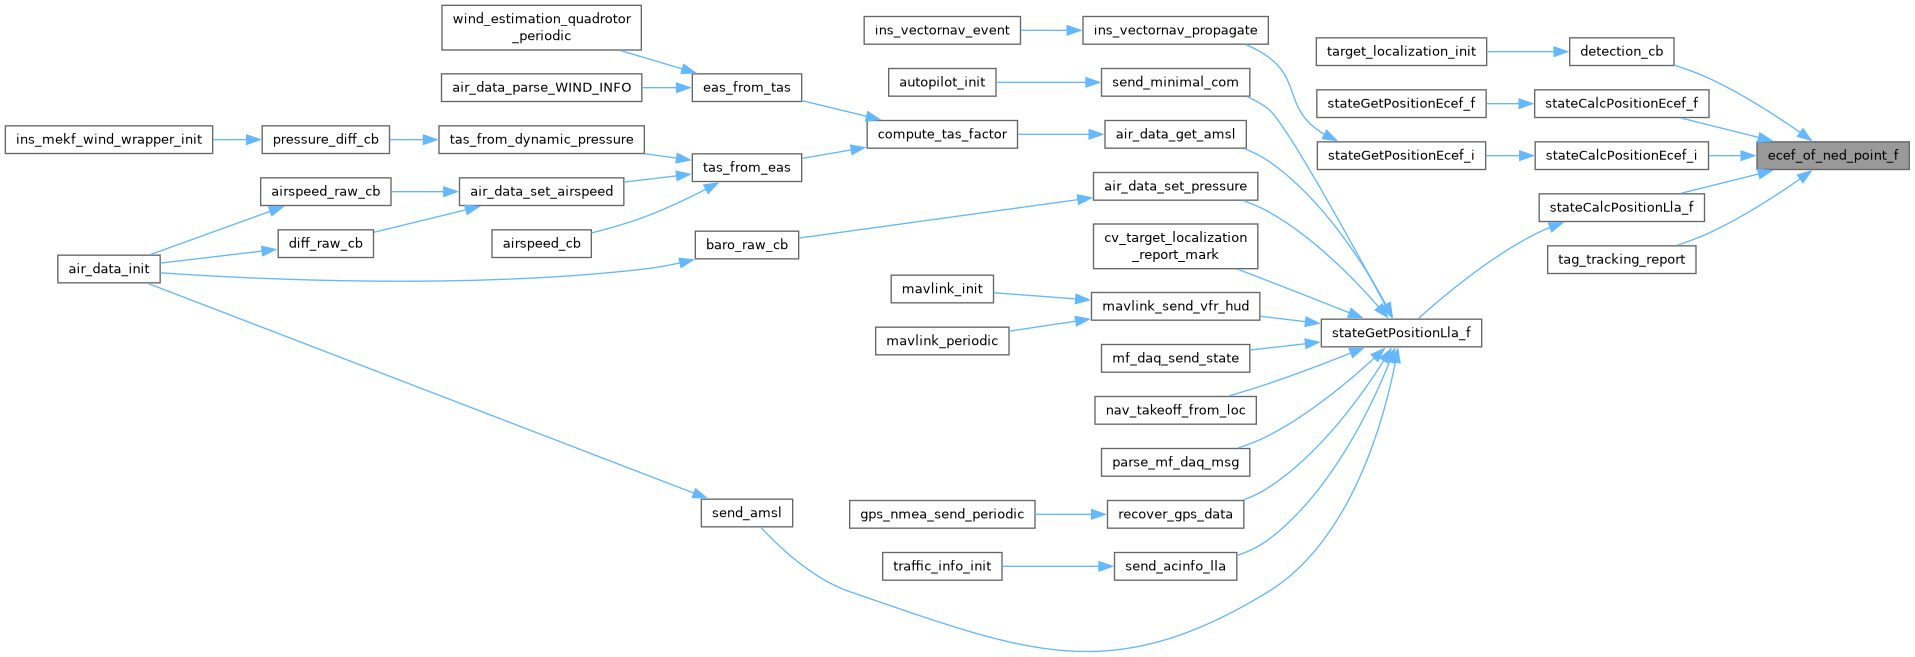 wind_estimation_quadrotor
_periodic
air_data_parse_WIND_INFO
eas_from_tas
ins_mekf_wind_wrapper_init
pressure_diff_cb
tas_from_dynamic_pressure
tas_from_eas
airspeed_raw_cb
air_data_set_airspeed
diff_raw_cb
airspeed_cb
air_data_init
baro_raw_cb
send_amsl
ins_vectornav_event
ins_vectornav_propagate
autopilot_init
send_minimal_com
compute_tas_factor
air_data_get_amsl
air_data_set_pressure
cv_target_localization
_report_mark
mavlink_init
mavlink_send_vfr_hud
mavlink_periodic
mf_daq_send_state
nav_takeoff_from_loc
parse_mf_daq_msg
gps_nmea_send_periodic
recover_gps_data
traffic_info_init
send_acinfo_lla
target_localization_init
detection_cb
stateGetPositionEcef_f
stateCalcPositionEcef_f
stateGetPositionEcef_i
stateCalcPositionEcef_i
ecef_of_ned_point_f
stateCalcPositionLla_f
tag_tracking_report
stateGetPositionLla_f